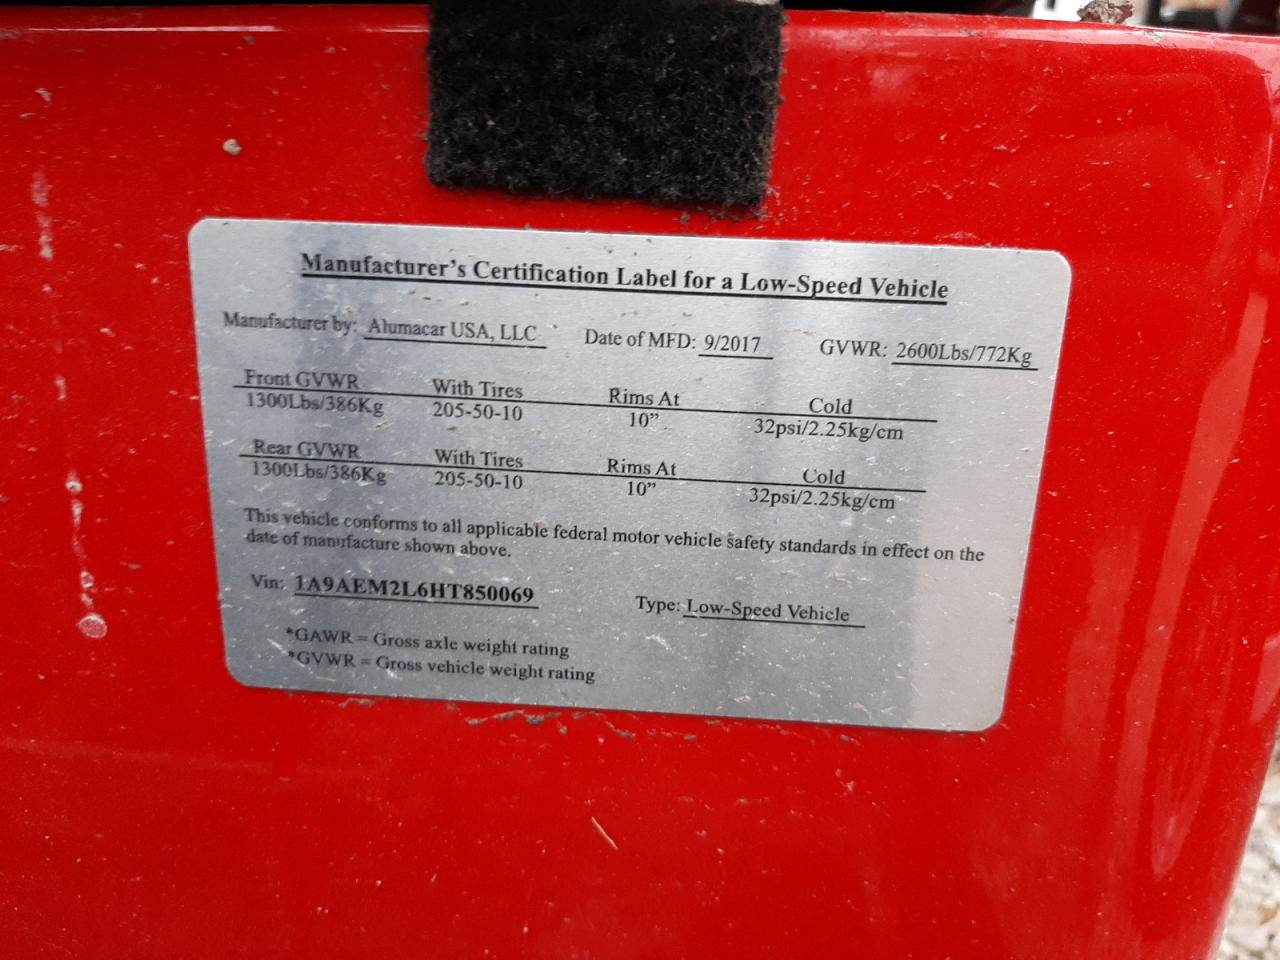 Manufacturer's Certification Label for a Low-Speed Vehicle
Manufacturer by: Alumacar USA, LLC Date of MFD: 9/2017 GVWR: 2600Lbs/772Kg
Front GVWR With Tires Rims At Cold
1300Lbs/386Kg 205-50-10 10" 32psi/2.25kg/cm
Rear GVWR With Tires Rims At Cold
1300Lbs/386Kg 205-50-10 10" 32psi/2.25kg/cm
This vehicle conforms to all applicable federal motor vehicle safety standards in effect on the
date of manufacture shown above.
Vin: 1A9AEM2L6HT850069 Type: Low-Speed Vehicle
*GAWR = Gross axle weight rating
*GVWR = Gross vehicle weight rating